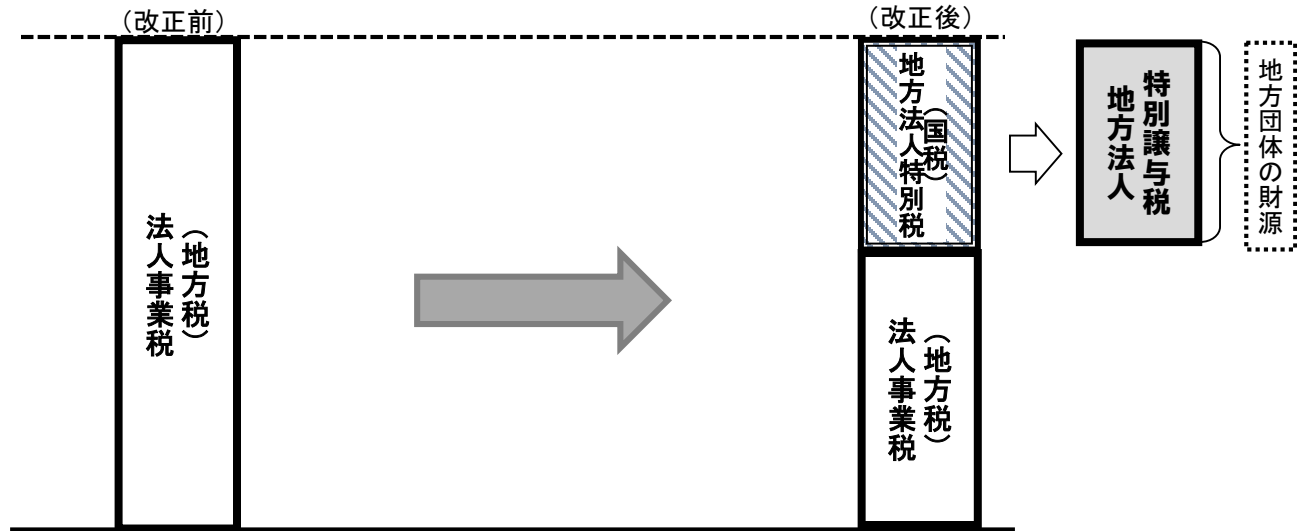 （改正前）
法人事業税
（地方税）
（改正後）
地方法人特別税
（国税）
法人事業税
（地方税）
地方法人
特別譲与税
地方団体の財源